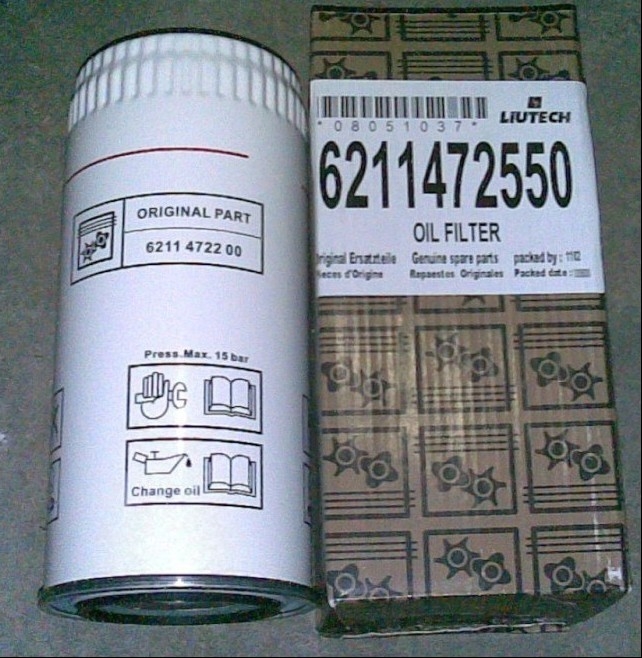 ORIGINAL PART
6211 4722 00
Press.Max. 15 bar
Change oil
*08051037*
LIUTECH
6211472550
OIL FILTER
Original Ersatzteile Genuine spare parts packed by : 1102
Pieces d'Origine Repuestos Originales Packed date :